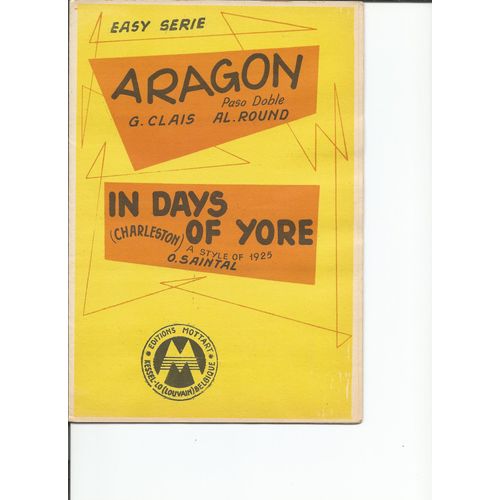 EASY SERIE
ARAGON
Paso Doble
G. CLAIS AL. ROUND
IN DAYS
(CHARLESTON) OF YORE
A STYLE OF 1925
O. SAINTAL
EDITIONS MOTTART
M
KESSEL-LO (LOUVAIN) BELGIQUE